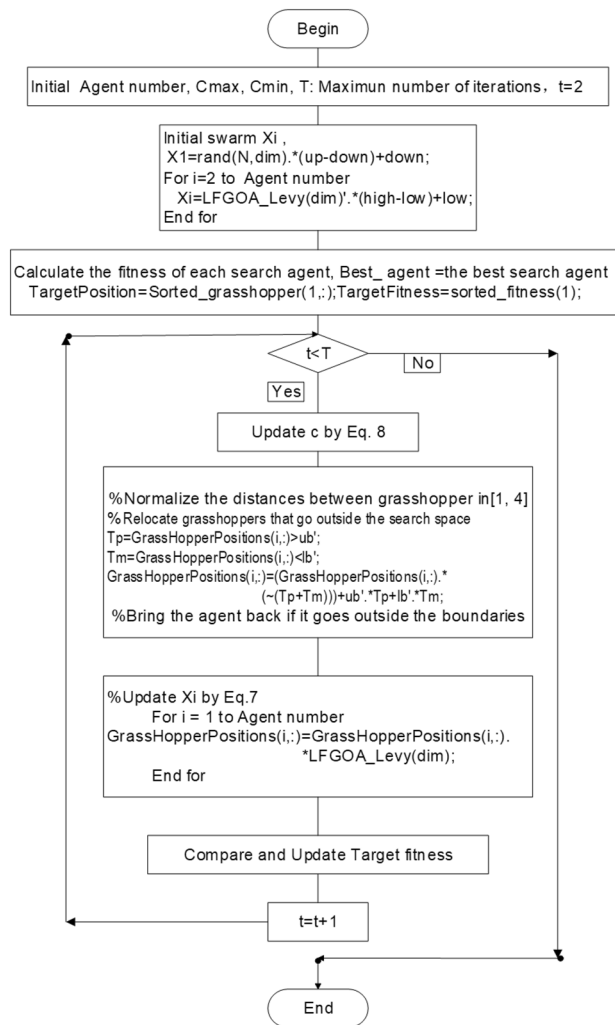 Begin
Initial Agent number, Cmax, Cmin, T: Maximun number of iterations，t=2
Initial swarm Xi ,
X1=rand(N,dim).*(up-down)+down;
For i=2 to Agent number
Xi=LFGOA_Levy(dim)'.*(high-low)+low;
End for
Calculate the fitness of each search agent, Best_ agent =the best search agent
TargetPosition=Sorted_grasshopper(1,:);TargetFitness=sorted_fitness(1);
t<T
No
Yes
Update c by Eq. 8
%Normalize the distances between grasshopper in[1, 4]
%Relocate grasshoppers that go outside the search space
Tp=GrassHopperPositions(i,:)>ub';
Tm=GrassHopperPositions(i,:)<lb';
GrassHopperPositions(i,:)=(GrassHopperPositions(i,:).*
(~(Tp+Tm)))+ub'.*Tp+lb'.*Tm;
%Bring the agent back if it goes outside the boundaries
%Update Xi by Eq.7
For i = 1 to Agent number
GrassHopperPositions(i,:)=GrassHopperPositions(i,:).
*LFGOA_Levy(dim);
End for
Compare and Update Target fitness
t=t+1
End